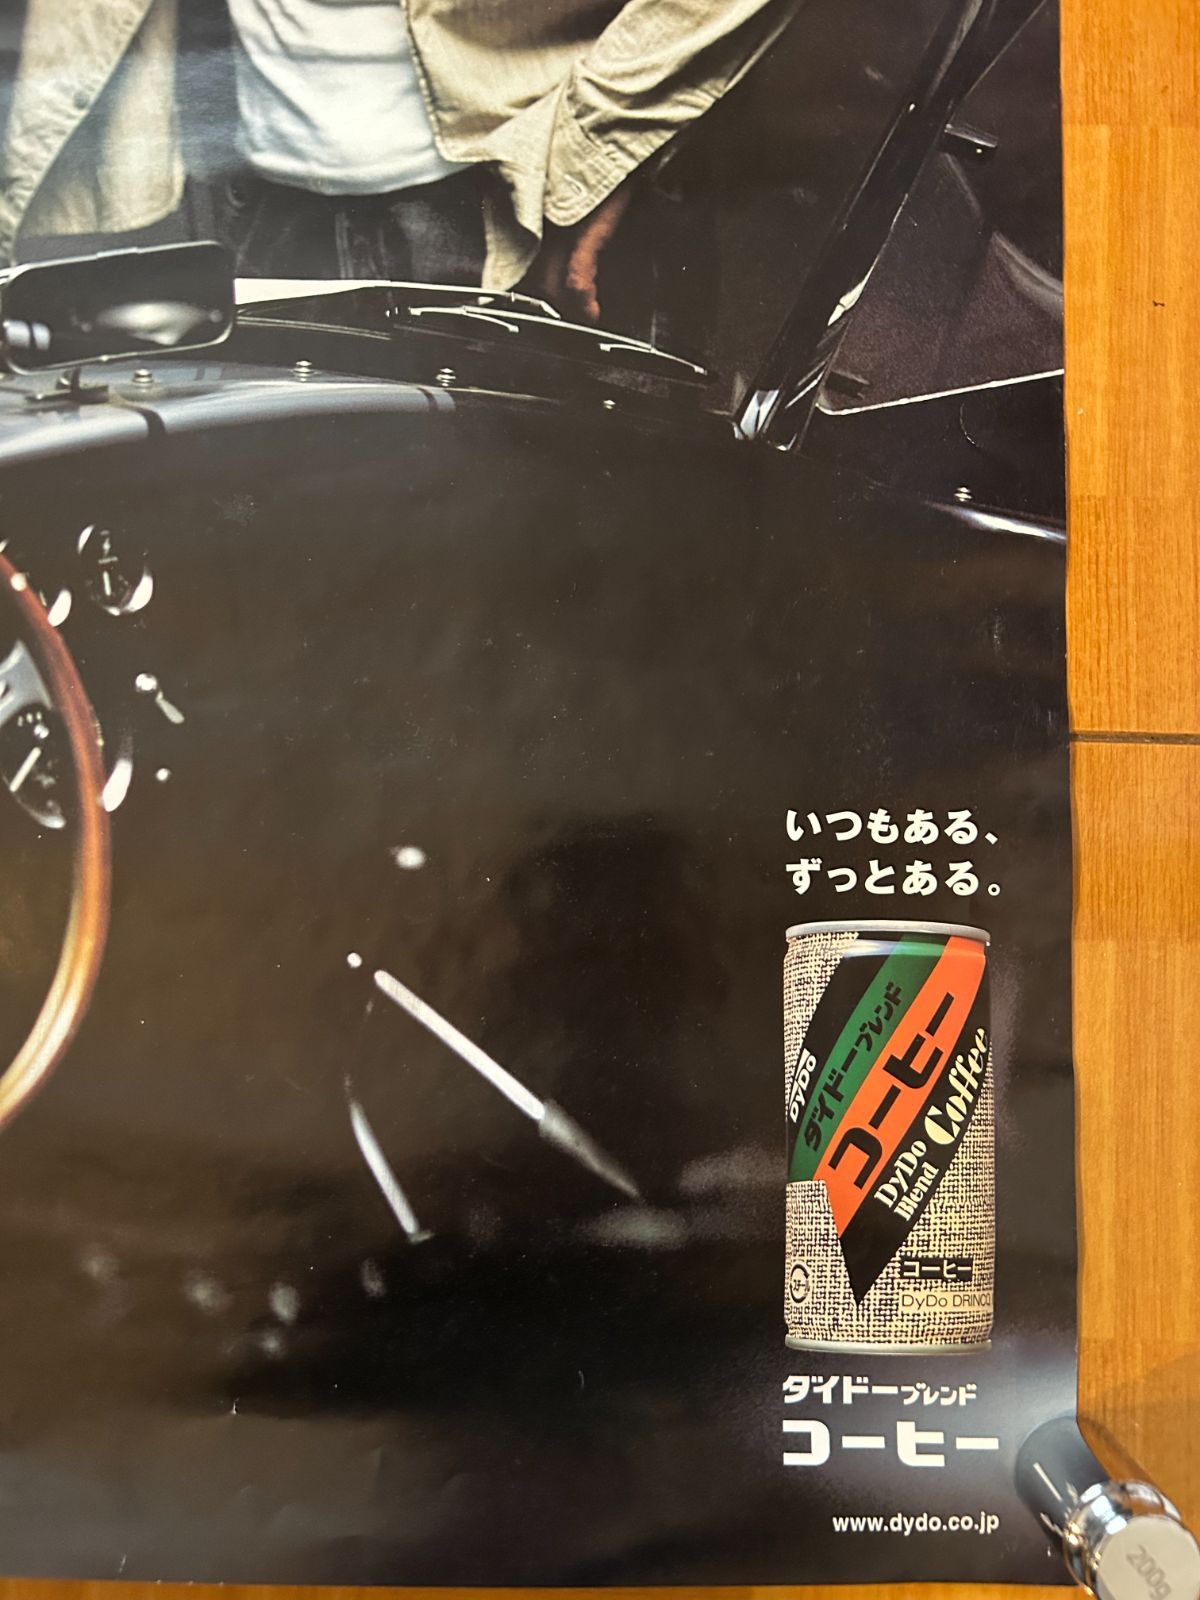 いつもある、
ずっとある。
DyDo
ダイドーブレンド
コーヒー
DyDo
Blend
Coffee
コーヒー
DyDo DRINCO
ダイドーブレンド
コーヒー
www.dydo.co.jp
200g